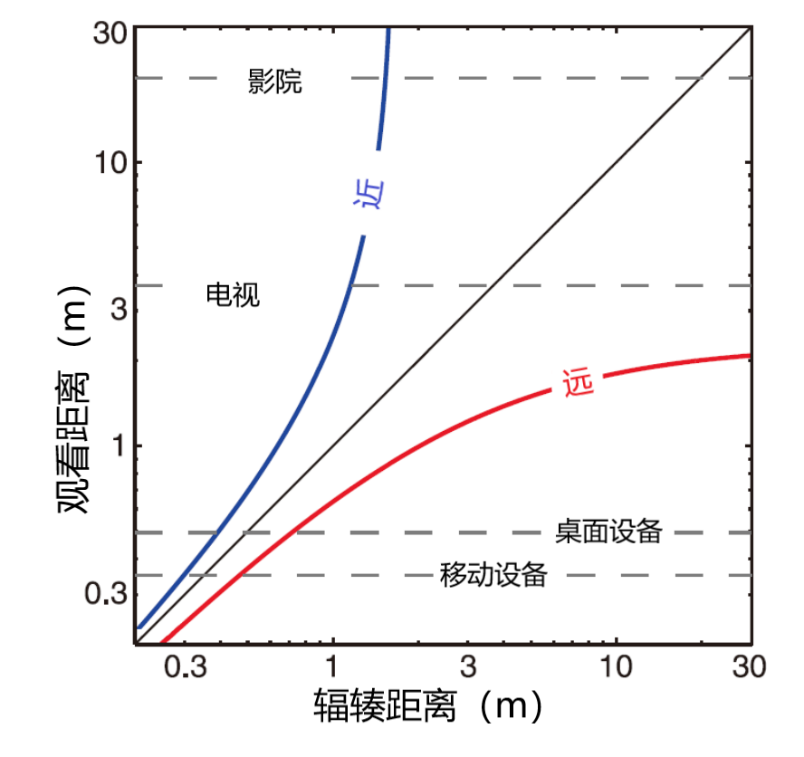 30
影院
10
近
电视
3
远
1
桌面设备
移动设备
0.3
观看距离（m）
0.3 1 3 10 30
辐辏距离（m）